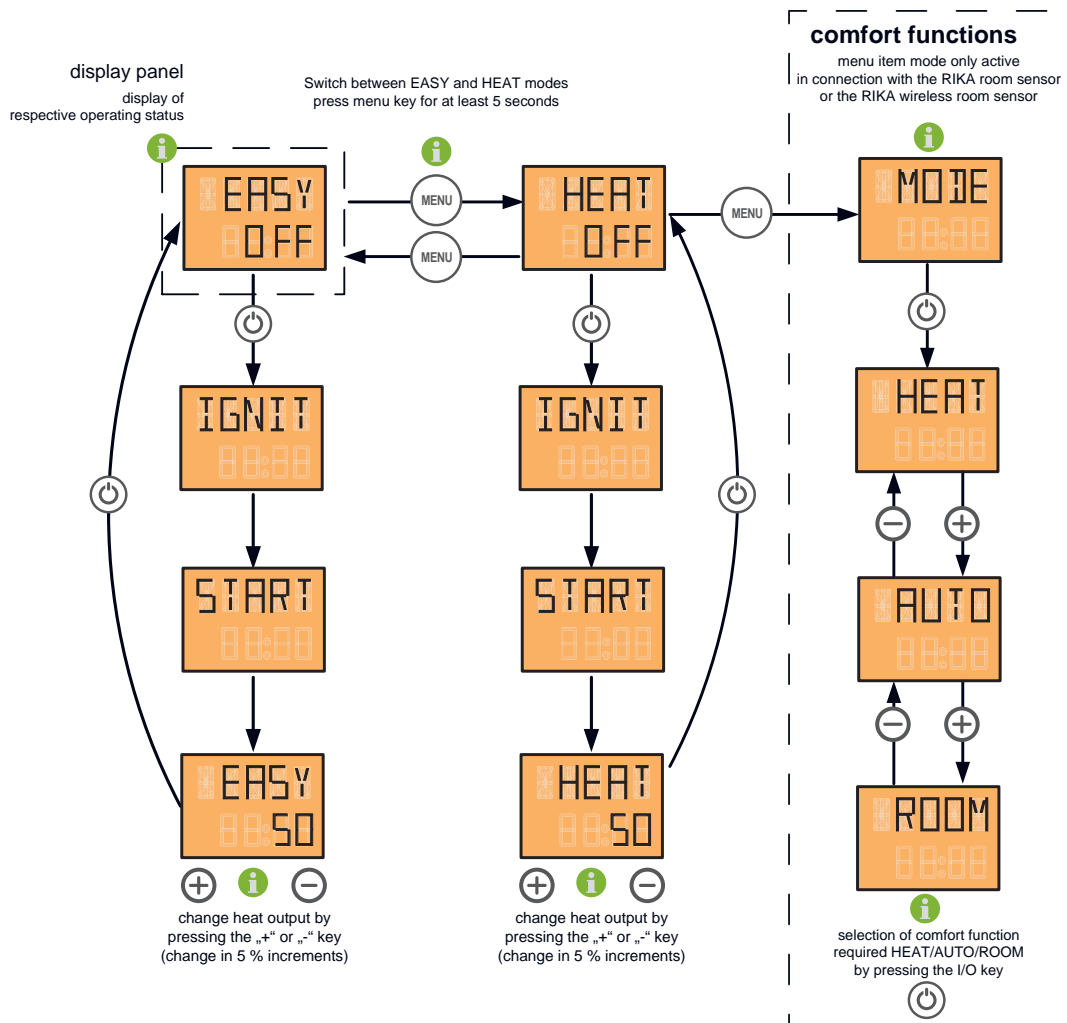 comfort functions
menu item mode only active
in connection with the RIKA room sensor
or the RIKA wireless room sensor
display panel
display of
respective operating status
Switch between EASY and HEAT modes
press menu key for at least 5 seconds
EASY
OFF
MENU
MENU
HEAT
OFF
MENU
MODE
IGNIT
IGNIT
HEAT
START
START
AUTO
EASY
50
HEAT
50
ROOM
change heat output by
pressing the „+“ or „-“ key
(change in 5 % increments)
change heat output by
pressing the „+“ or „-“ key
(change in 5 % increments)
selection of comfort function
required HEAT/AUTO/ROOM
by pressing the I/O key